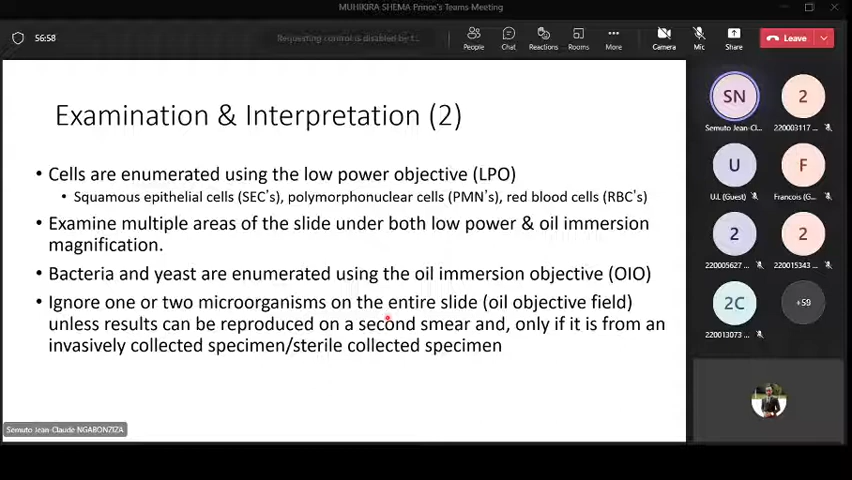 MUHIKIRA SHEMA Prince's Teams Meeting
56:58
Requesting control is disabled by t...
People
Chat
Reactions
Rooms
More
Camera
Mic
Share
Leave
Examination & Interpretation (2)
• Cells are enumerated using the low power objective (LPO)
• Squamous epithelial cells (SEC's), polymorphonuclear cells (PMN's), red blood cells (RBC's)
• Examine multiple areas of the slide under both low power & oil immersion
magnification.
• Bacteria and yeast are enumerated using the oil immersion objective (OIO)
• Ignore one or two microorganisms on the entire slide (oil objective field)
unless results can be reproduced on a second smear and, only if it is from an
invasively collected specimen/sterile collected specimen
Semuto Jean-Claude NGABONZIZA
SN
2
Semuto Jean-Cl...
220003117 ...
U
F
U.L (Guest)
Francois (G...
2
2
220005627 ...
220015343 ...
2C
+59
220013073 ...